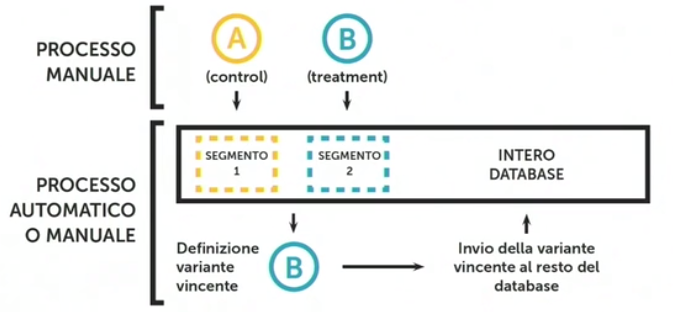 PROCESSO
MANUALE
A
B
(control)
(treatment)
PROCESSO
AUTOMATICO
O MANUALE
SEGMENTO
1
SEGMENTO
2
INTERO
DATABASE
Definizione
variante
vincente
B
Invio della variante
vincente al resto del
database